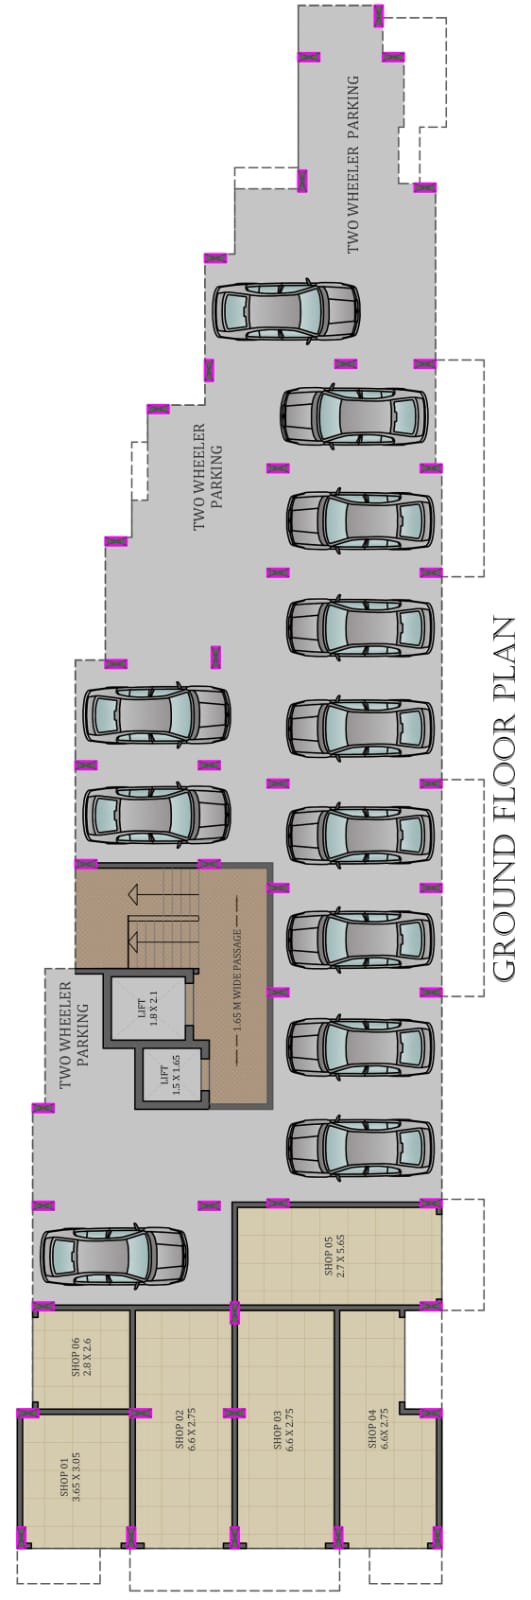 TWO WHEELER PARKING
TWO WHEELER
PARKING
GROUND FLOOR PLAN
1.65 M WIDE PASSAGE
LIFT
1.8 X 2.1
TWO WHEELER
PARKING
LIFT
1.5 X 1.65
SHOP 05
2.7 X 5.65
SHOP 06
2.8 X 2.6
SHOP 02
6.6 X 2.75
SHOP 03
6.6 X 2.75
SHOP 04
6.6X 2.75
SHOP 01
3.65 X 3.05